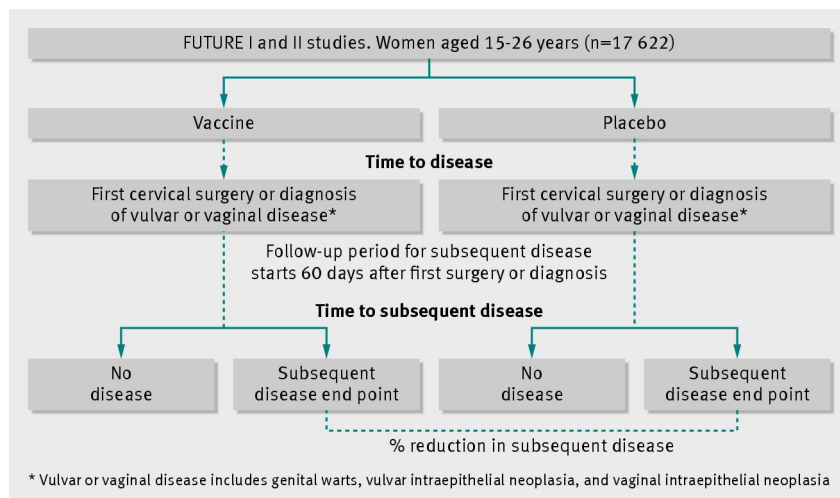 FUTURE I and II studies. Women aged 15-26 years (n=17 622)
Vaccine
Placebo
Time to disease
First cervical surgery or diagnosis
of vulvar or vaginal disease*
First cervical surgery or diagnosis
of vulvar or vaginal disease*
Follow-up period for subsequent disease
starts 60 days after first surgery or diagnosis
Time to subsequent disease
No
disease
Subsequent
disease end point
No
disease
Subsequent
disease end point
% reduction in subsequent disease
* Vulvar or vaginal disease includes genital warts, vulvar intraepithelial neoplasia, and vaginal intraepithelial neoplasia